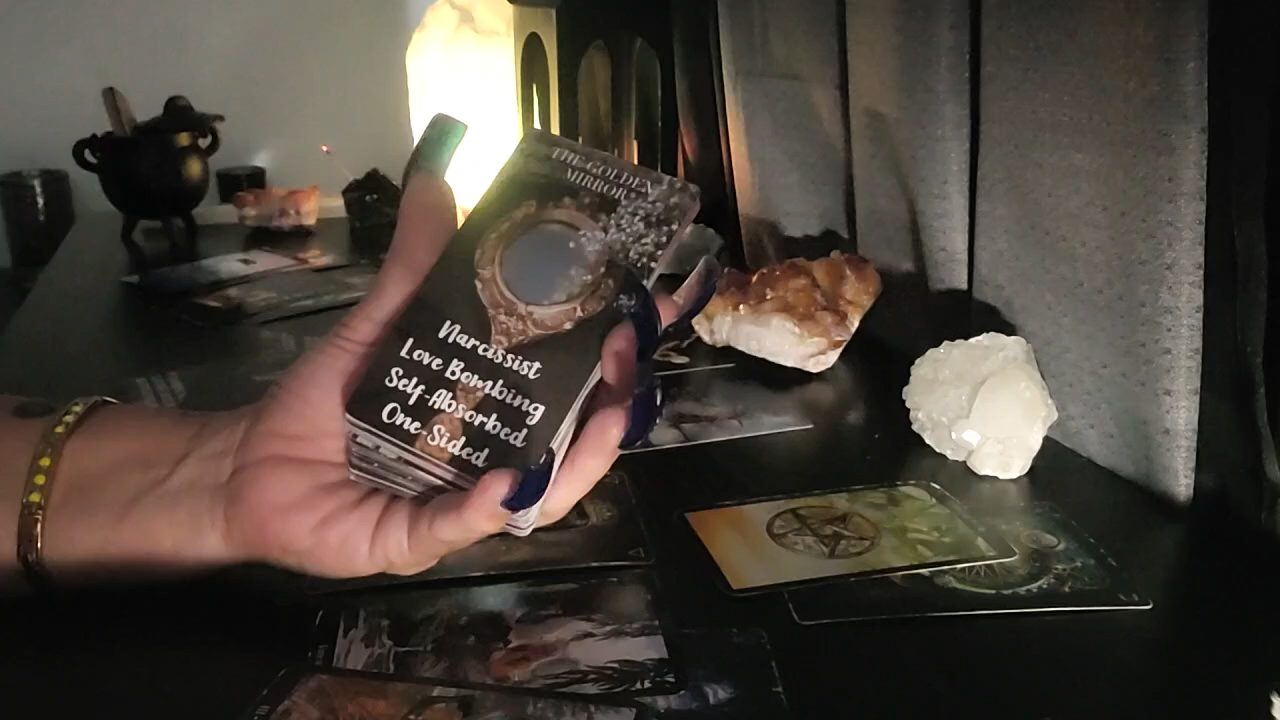 THE GOLDEN
MIRROR
Narcissist
Love Bombing
Self-Absorbed
One-Sided